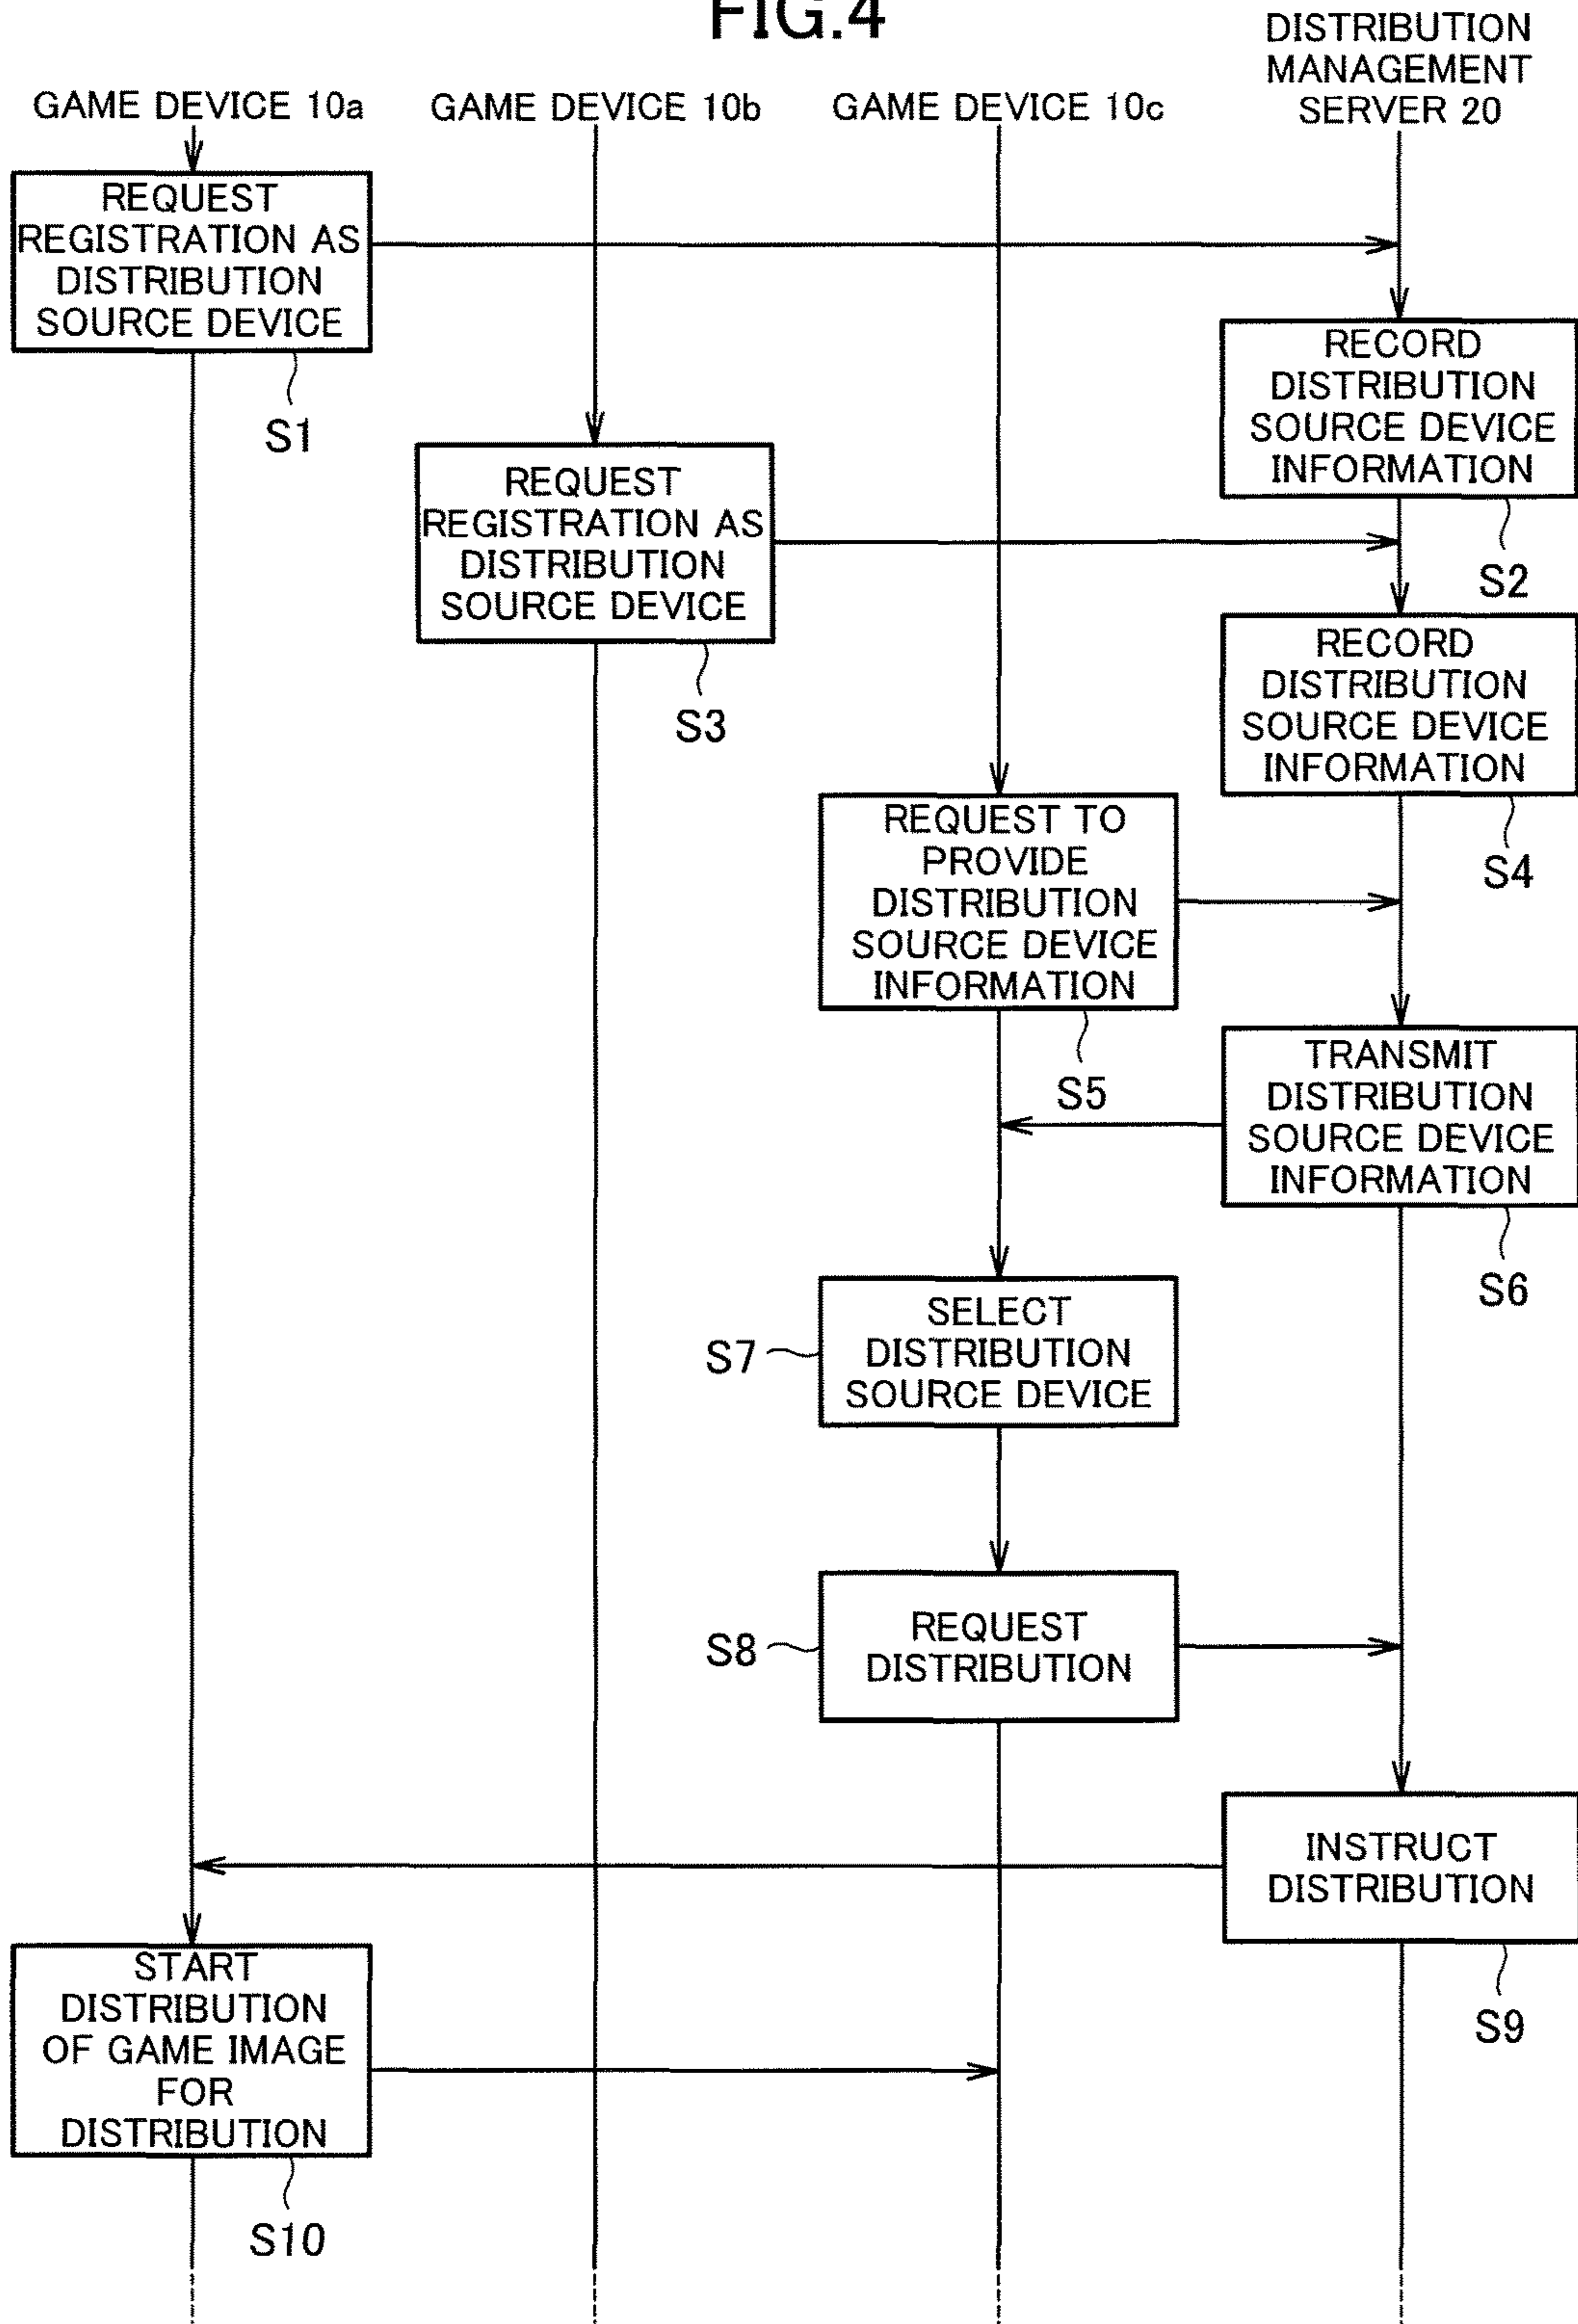 FIG.4
DISTRIBUTION
MANAGEMENT
SERVER 20
GAME DEVICE 10a
GAME DEVICE 10b
GAME DEVICE 10c
REQUEST
REGISTRATION AS
DISTRIBUTION
SOURCE DEVICE
S1
RECORD
DISTRIBUTION
SOURCE DEVICE
INFORMATION
S2
REQUEST
REGISTRATION AS
DISTRIBUTION
SOURCE DEVICE
S3
RECORD
DISTRIBUTION
SOURCE DEVICE
INFORMATION
S4
REQUEST TO
PROVIDE
DISTRIBUTION
SOURCE DEVICE
INFORMATION
S5
TRANSMIT
DISTRIBUTION
SOURCE DEVICE
INFORMATION
S6
SELECT
DISTRIBUTION
SOURCE DEVICE
S7
REQUEST
DISTRIBUTION
S8
INSTRUCT
DISTRIBUTION
S9
START
DISTRIBUTION
OF GAME IMAGE
FOR
DISTRIBUTION
S10